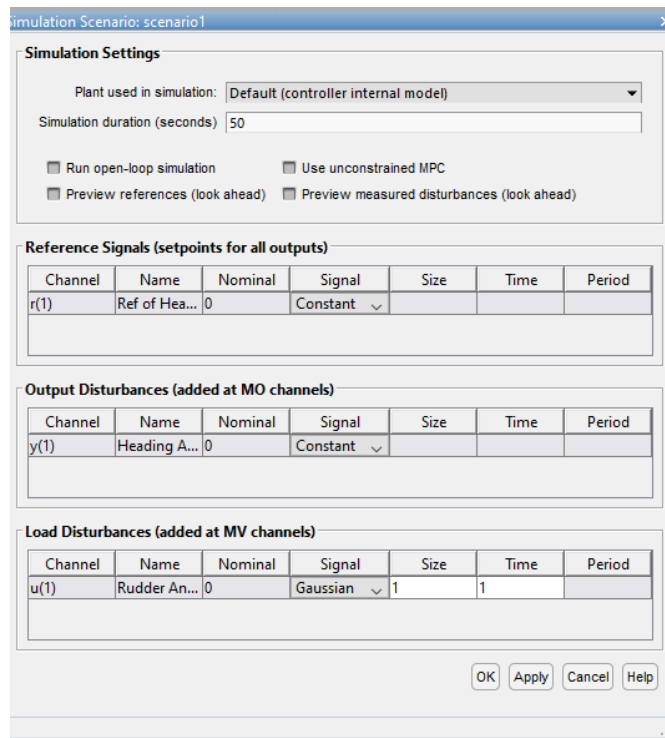 Simulation Scenario: scenario1
Simulation Settings
Plant used in simulation: Default (controller internal model)
Simulation duration (seconds) 50
Run open-loop simulation Use unconstrained MPC
Preview references (look ahead) Preview measured disturbances (look ahead)
Reference Signals (setpoints for all outputs)
Channel Name Nominal Signal Size Time Period
r(1) Ref of Hea... 0 Constant
Output Disturbances (added at MO channels)
Channel Name Nominal Signal Size Time Period
y(1) Heading A... 0 Constant
Load Disturbances (added at MV channels)
Channel Name Nominal Signal Size Time Period
u(1) Rudder An... 0 Gaussian 1 1
OK Apply Cancel Help